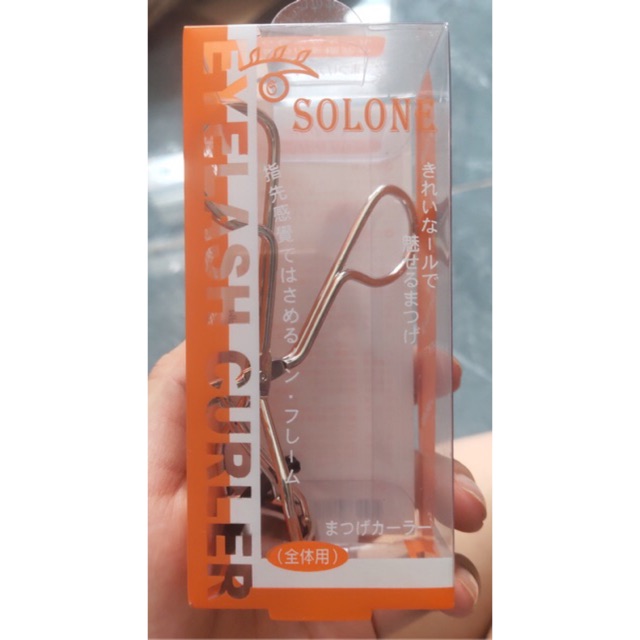 EYELASH CURLER
SOLONE
きれいなールで
魅せるまつげ
指先感覚ではさめる
ン・フレーム
まつげカーラー
(全体用)